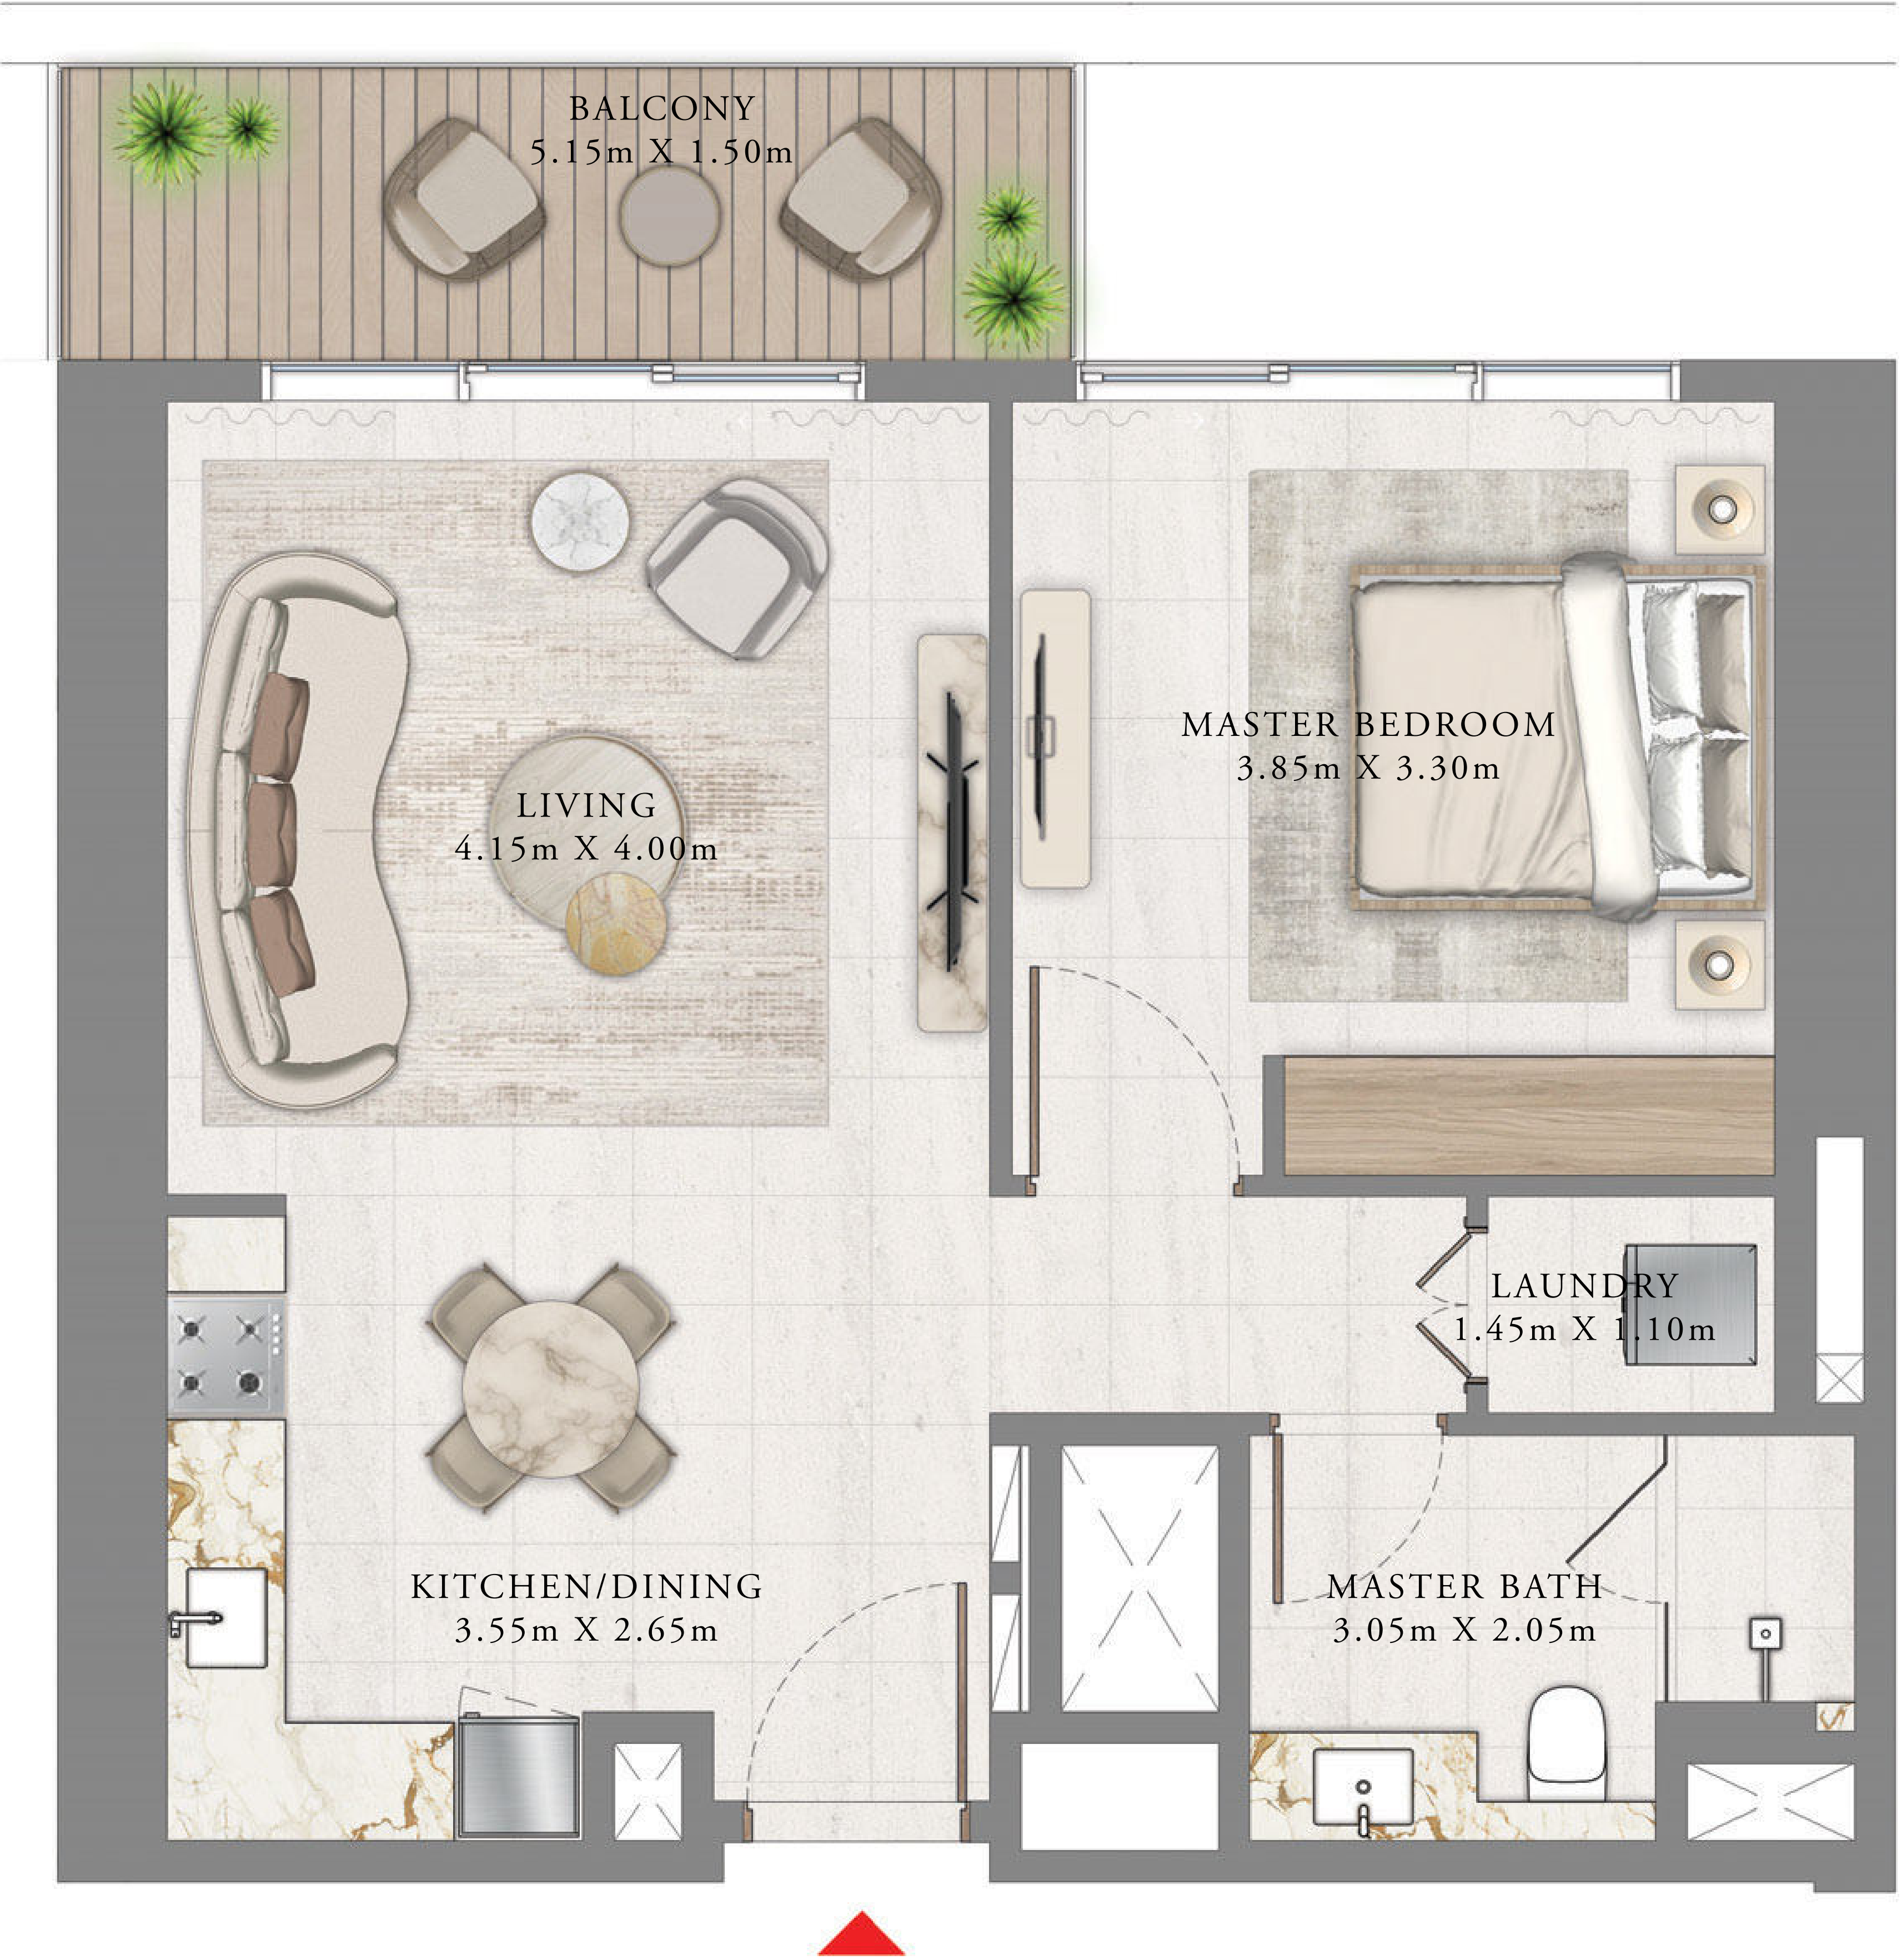 BALCONY
5.15m X 1.50m
MASTER BEDROOM
3.85m X 3.30m
LIVING
4.15m X 4.00m
LAUNDRY
1.45m X 1.10m
KITCHEN/DINING
3.55m X 2.65m
MASTER BATH
3.05m X 2.05m